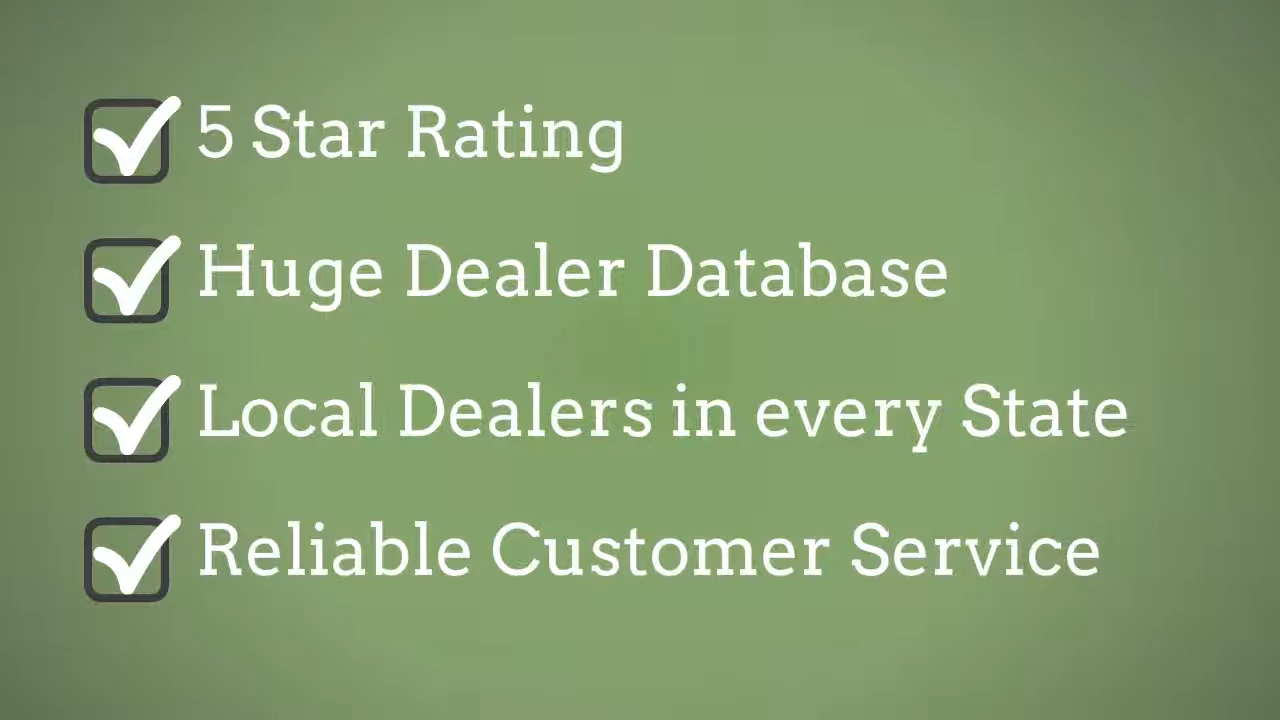 5 Star Rating
Huge Dealer Database
Local Dealers in every State
Reliable Customer Service